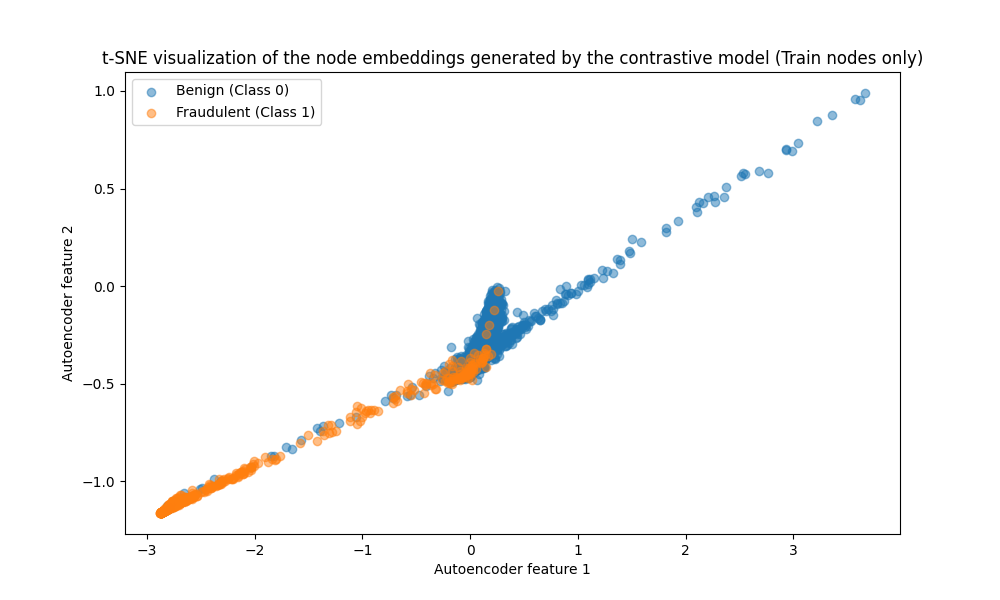 t-SNE visualization of the node embeddings generated by the contrastive model (Train nodes only)
Benign (Class 0)
Fraudulent (Class 1)
1.0
0.5
0.0
−0.5
−1.0
Autoencoder feature 2
−3
−2
−1
0
1
2
3
Autoencoder feature 1